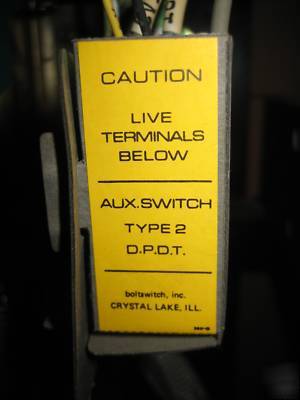 CAUTION
LIVE
TERMINALS
BELOW
AUX.SWITCH
TYPE 2
D.P.D.T.
boltswitch, inc.
CRYSTAL LAKE, ILL.